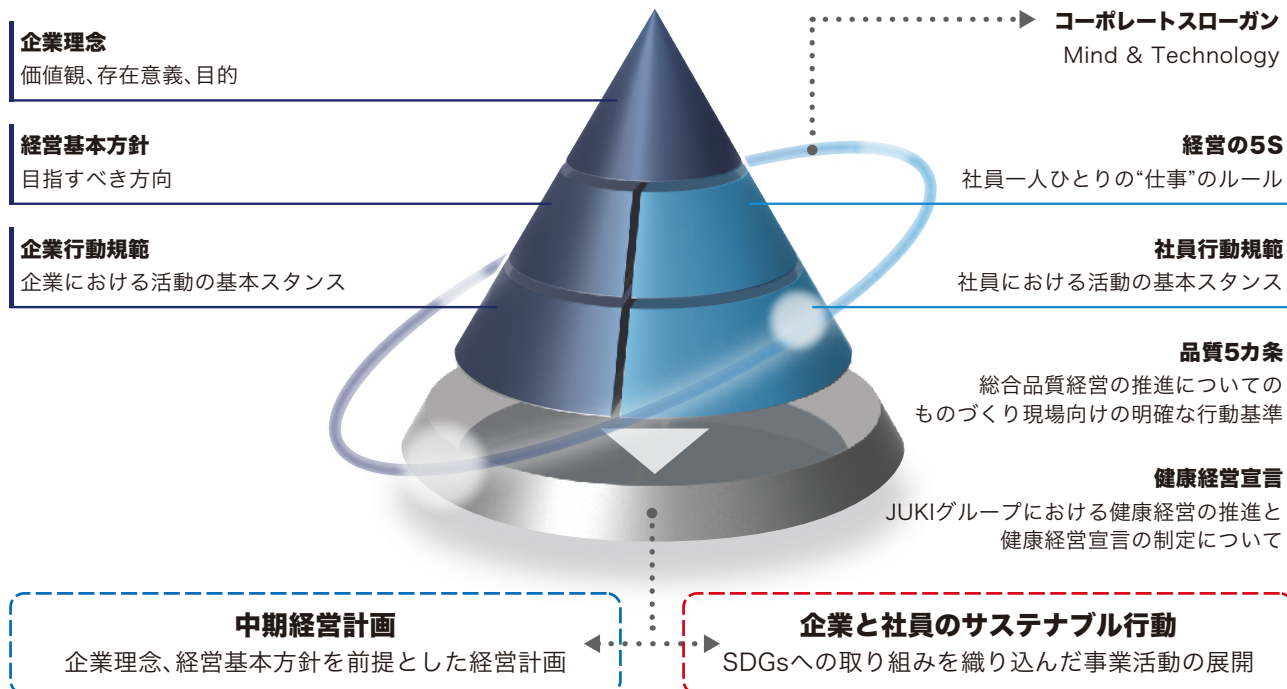 企業理念
価値観、存在意義、目的
経営基本方針
目指すべき方向
企業行動規範
企業における活動の基本スタンス
コーポレートスローガン
Mind & Technology
経営の5S
社員一人ひとりの“仕事”のルール
社員行動規範
社員における活動の基本スタンス
品質5カ条
総合品質経営の推進についての
ものづくり現場向けの明確な行動基準
健康経営宣言
JUKIグループにおける健康経営の推進と
健康経営宣言の制定について
中期経営計画
企業理念、経営基本方針を前提とした経営計画
企業と社員のサステナブル行動
SDGsへの取り組みを織り込んだ事業活動の展開